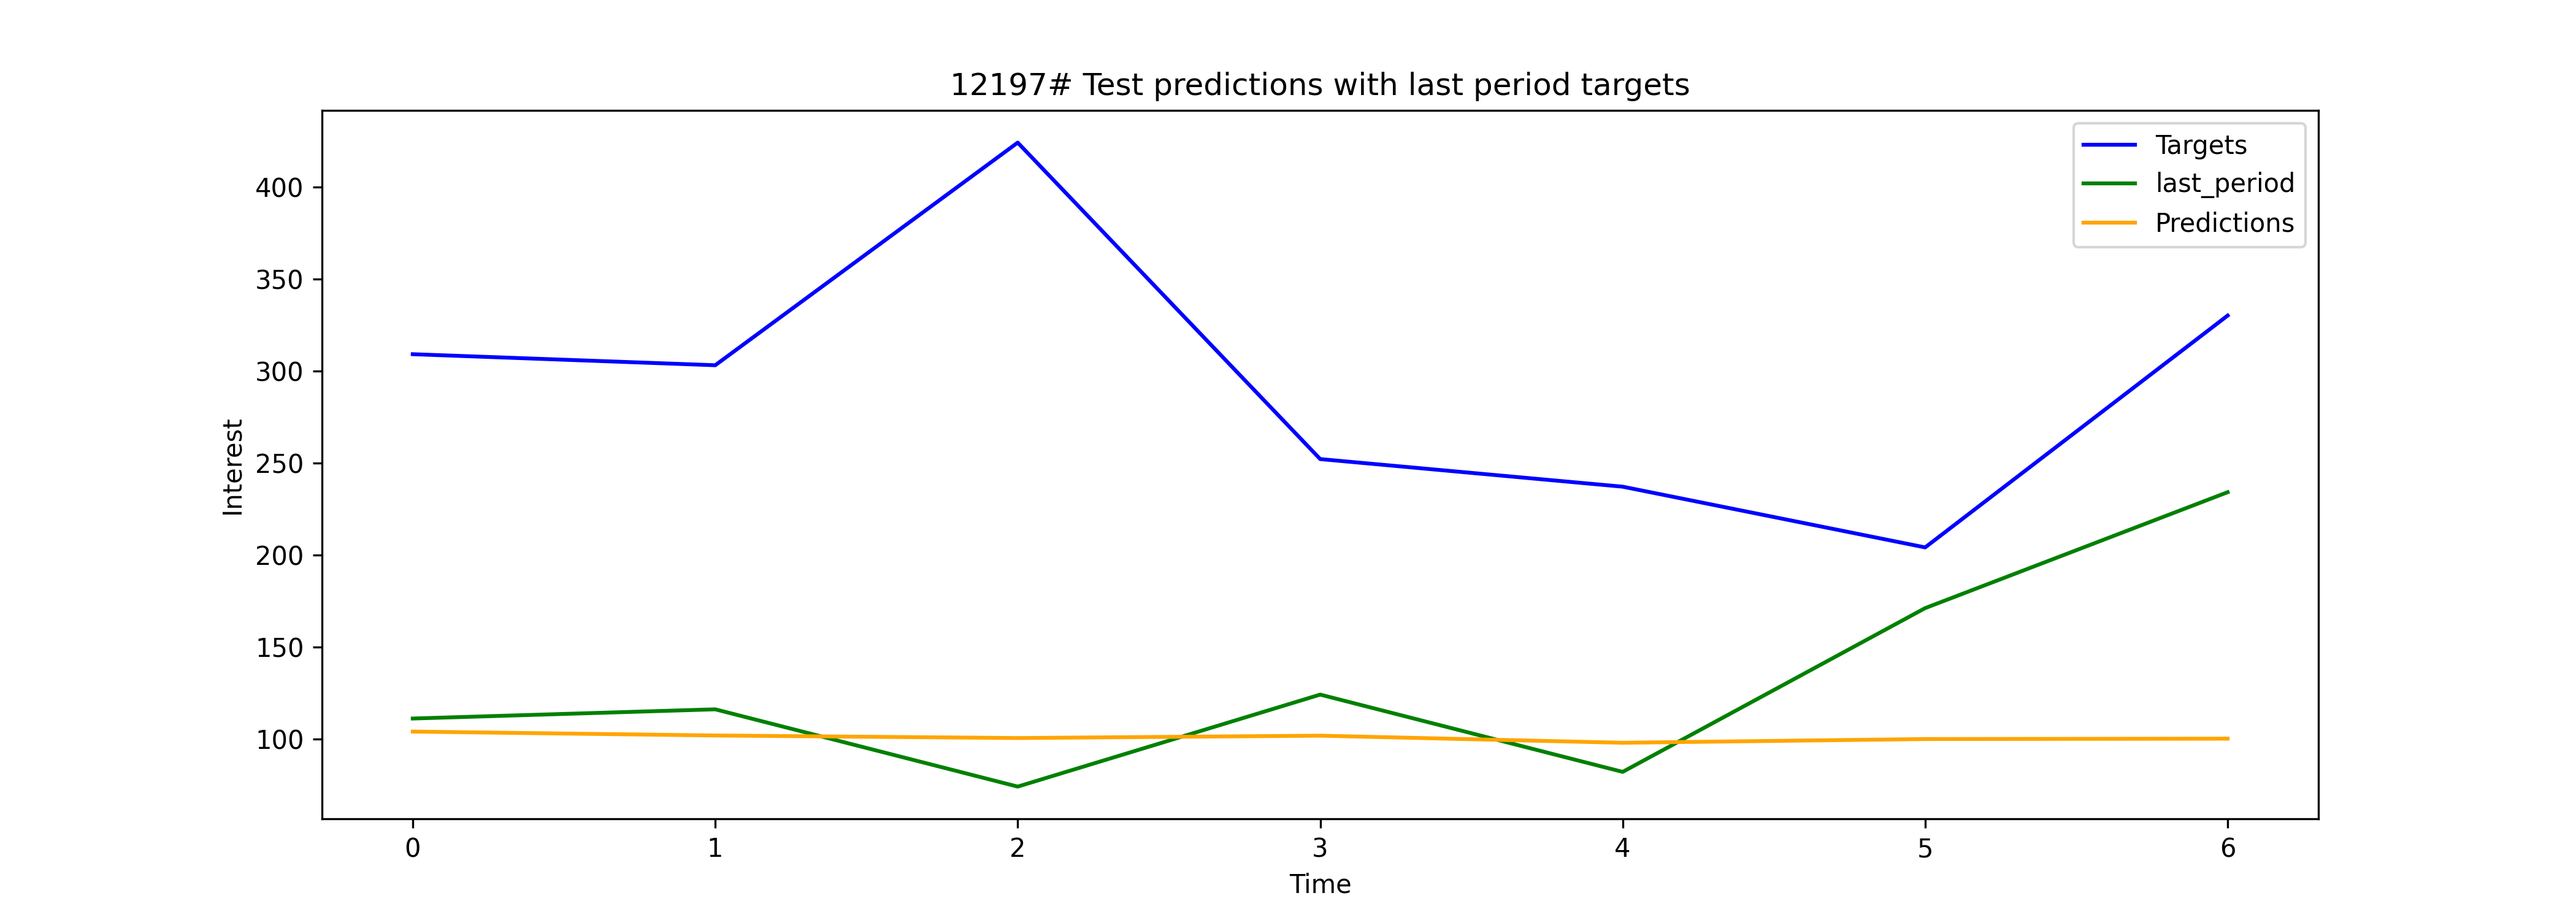 12197# Test predictions with last period targets
Targets
last_period
Predictions
Interest
400
350
300
250
200
150
100
0 1 2 3 4 5 6
Time